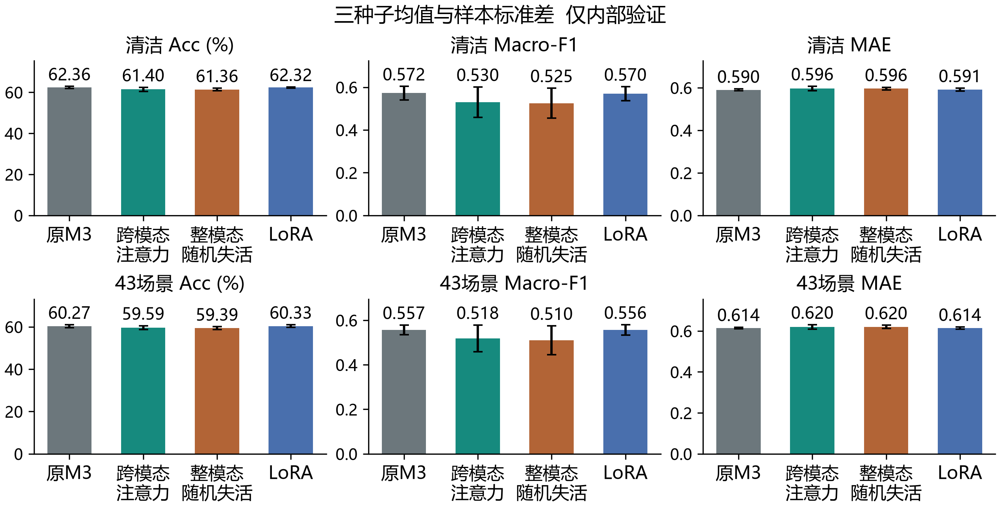 三种子均值与样本标准差 仅内部验证
清洁 Acc (%)
62.36 61.40 61.36 62.32
60
40
20
0
原M3 跨模态 整模态 LoRA
注意力 随机失活
清洁 Macro-F1
0.572 0.530 0.525 0.570
0.6
0.4
0.2
0.0
原M3 跨模态 整模态 LoRA
注意力 随机失活
清洁 MAE
0.590 0.596 0.596 0.591
0.6
0.4
0.2
0.0
原M3 跨模态 整模态 LoRA
注意力 随机失活
43场景 Acc (%)
60.27 59.59 59.39 60.33
60
40
20
0
原M3 跨模态 整模态 LoRA
注意力 随机失活
43场景 Macro-F1
0.557 0.518 0.510 0.556
0.6
0.4
0.2
0.0
原M3 跨模态 整模态 LoRA
注意力 随机失活
43场景 MAE
0.614 0.620 0.620 0.614
0.6
0.4
0.2
0.0
原M3 跨模态 整模态 LoRA
注意力 随机失活